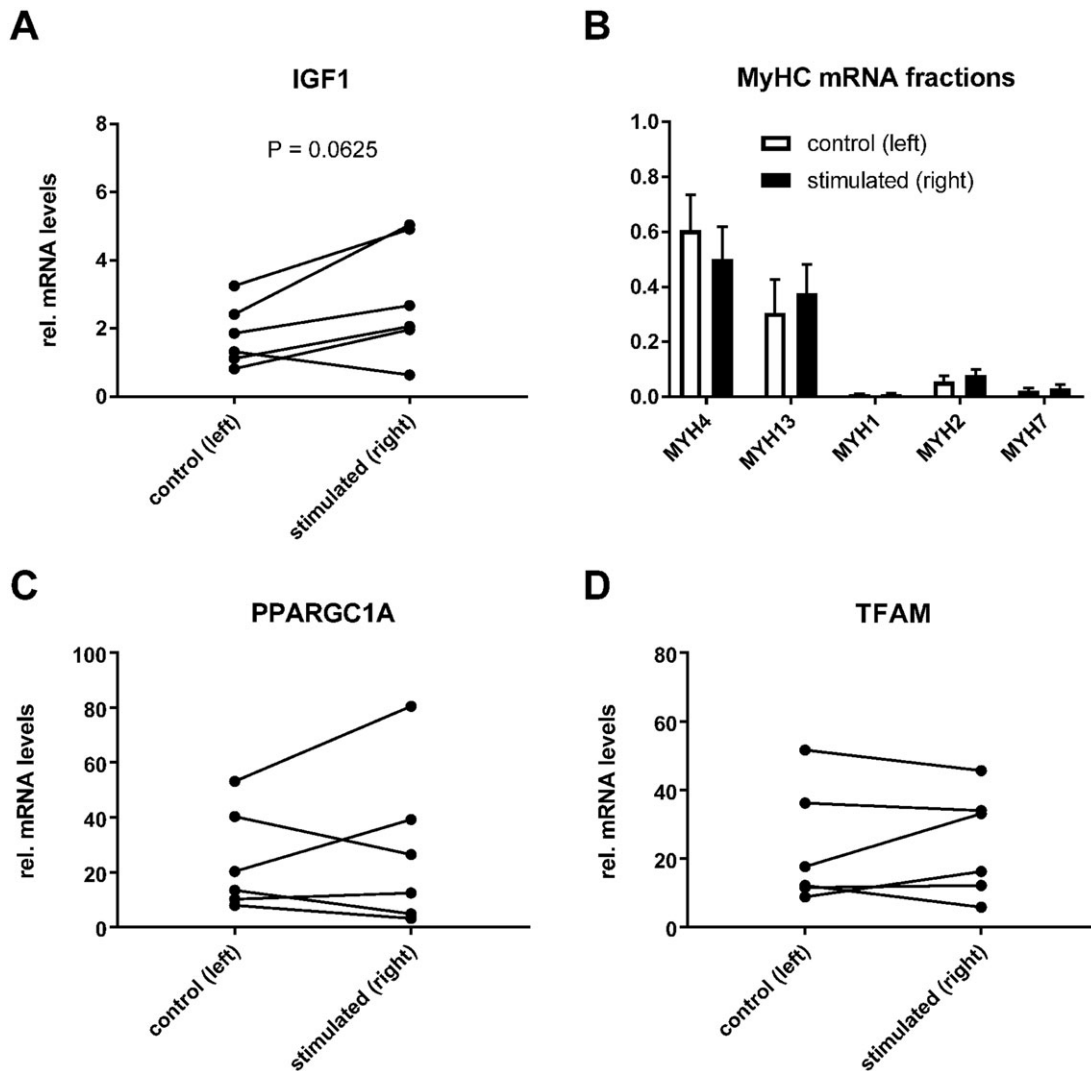 A
IGF1
rel. mRNA levels
8
6
4
2
0
P = 0.0625
control (left)
stimulated (right)
B
MyHC mRNA fractions
1.0
0.8
0.6
0.4
0.2
0.0
control (left)
stimulated (right)
MYH4
MYH13
MYH1
MYH2
MYH7
C
PPARGC1A
rel. mRNA levels
100
80
60
40
20
0
control (left)
stimulated (right)
D
TFAM
rel. mRNA levels
80
60
40
20
0
control (left)
stimulated (right)